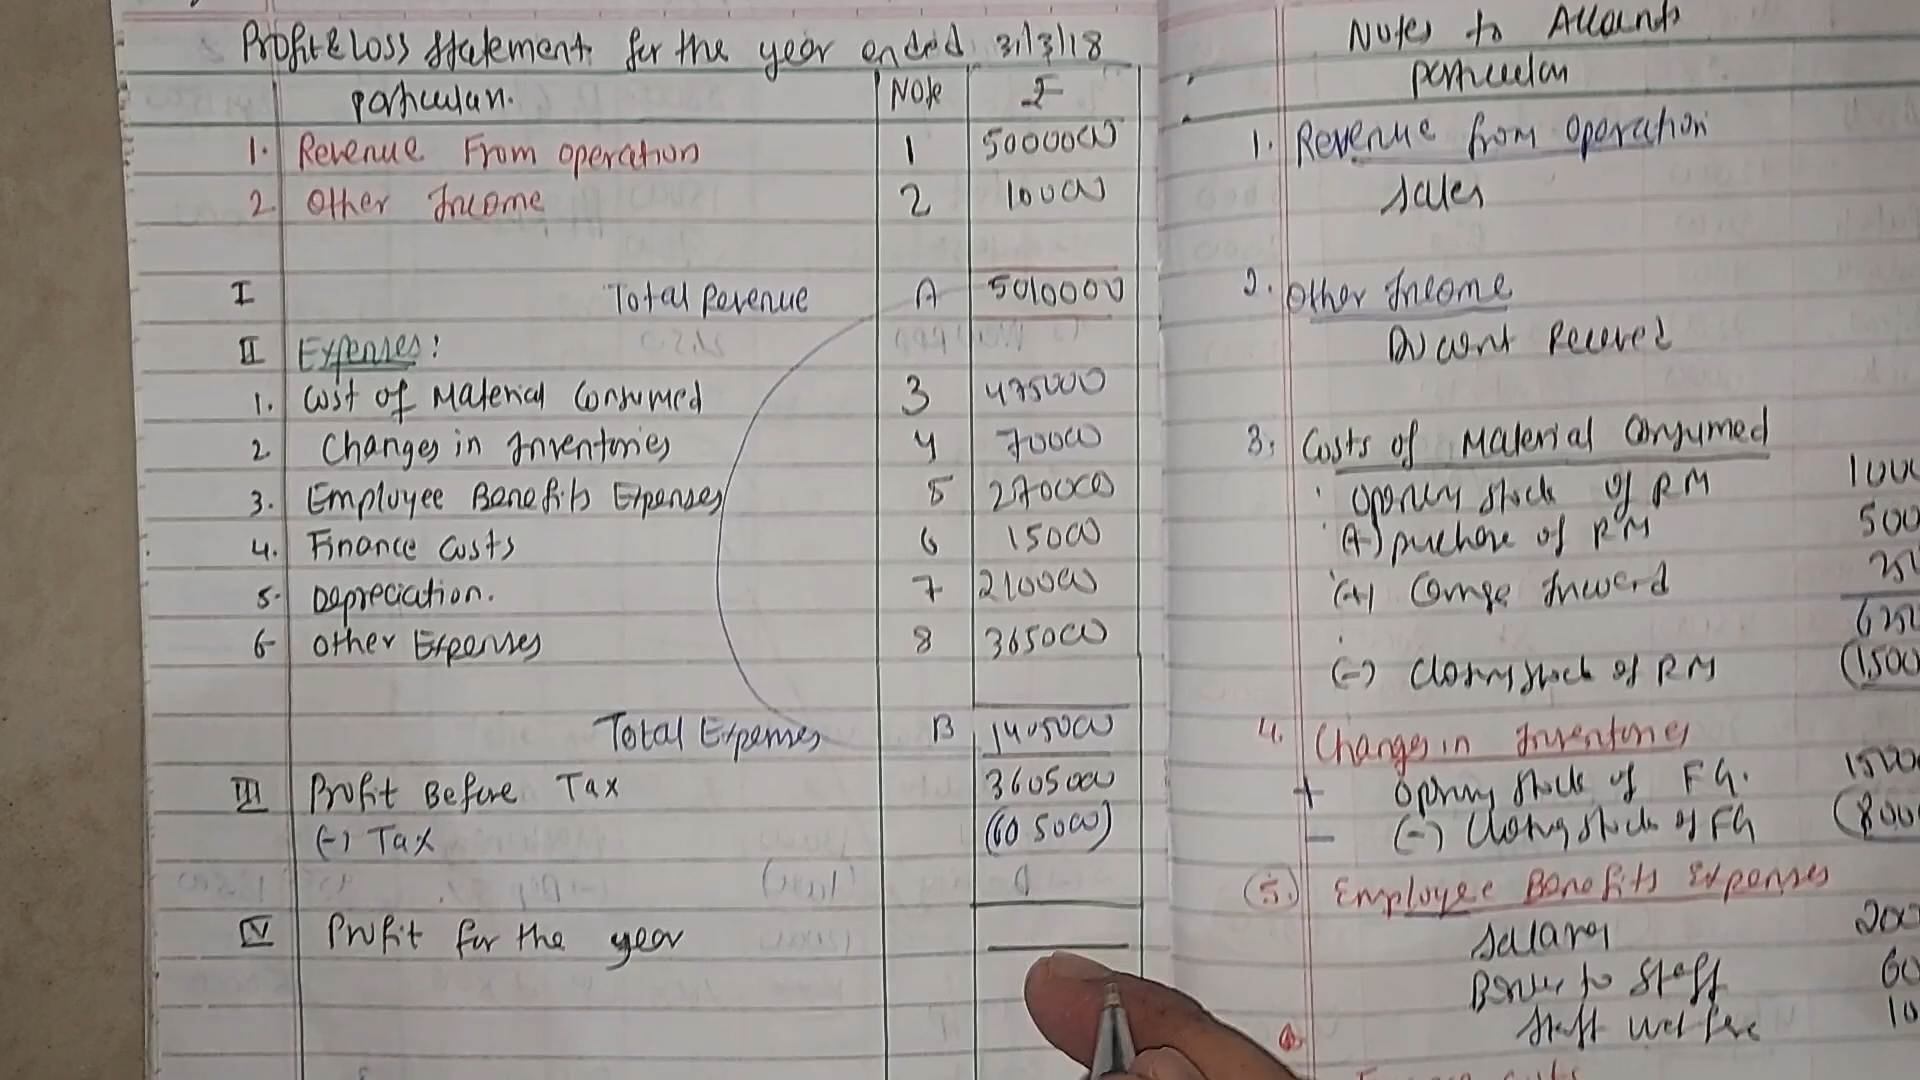 Profit & Loss Statement for the year ended 31/3/18
Particular. Note ₹
1. Revenue From operation 1 5000000
2 Other Income 2 10000
I Total Revenue A 5010000
II Expenses:
1. Cost of Material Consumed 3 475000
2 Changes in Inventories 4 70000
3. Employee Benefits Expenses 5 270000
4. Finance Costs 6 15000
5. Depreciation. 7 210000
6 Other Expenses 8 365000
Total Expenses B 1405000
III Profit Before Tax 3605000
(-) Tax (605000)
IV Profit for the year
Notes to Accounts
Particular
1. Revenue from Operation
Sales
2. Other Income
Discount Received
3. Costs of Material Consumed
Opening Stock of RM
(+) purchase of RM
(+) Carriage Inward
(-) Closing stock of RM
4. Changes in Inventories
+ Opening Stock of FG.
- (-) Closing Stock of FG
(5.) Employee Benefits Expenses
Salary
Bonus to Staff
Staff Welfare